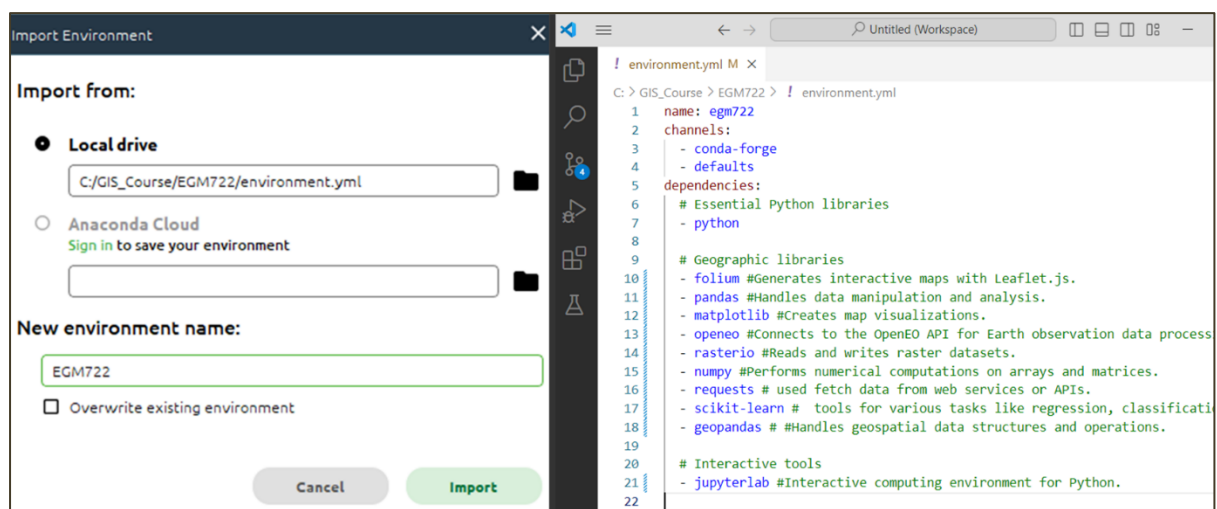 Import Environment
Import from:
Local drive
C:/GIS_Course/EGM722/environment.yml
Anaconda Cloud
Sign in to save your environment
New environment name:
EGM722
Overwrite existing environment
Cancel
Import
Untitled (Workspace)
! environment.yml M ×
C: > GIS_Course > EGM722 > ! environment.yml
4
1 name: egm722
2 channels:
3 - conda-forge
4 - defaults
5 dependencies:
6 # Essential Python libraries
7 - python
8
9 # Geographic libraries
10 - folium #Generates interactive maps with Leaflet.js.
11 - pandas #Handles data manipulation and analysis.
12 - matplotlib #Creates map visualizations.
13 - openeo #Connects to the OpenEO API for Earth observation data process
14 - rasterio #Reads and writes raster datasets.
15 - numpy #Performs numerical computations on arrays and matrices.
16 - requests # used fetch data from web services or APIs.
17 - scikit-learn # tools for various tasks like regression, classificati
18 - geopandas # #Handles geospatial data structures and operations.
19
20 # Interactive tools
21 - jupyterlab #Interactive computing environment for Python.
22